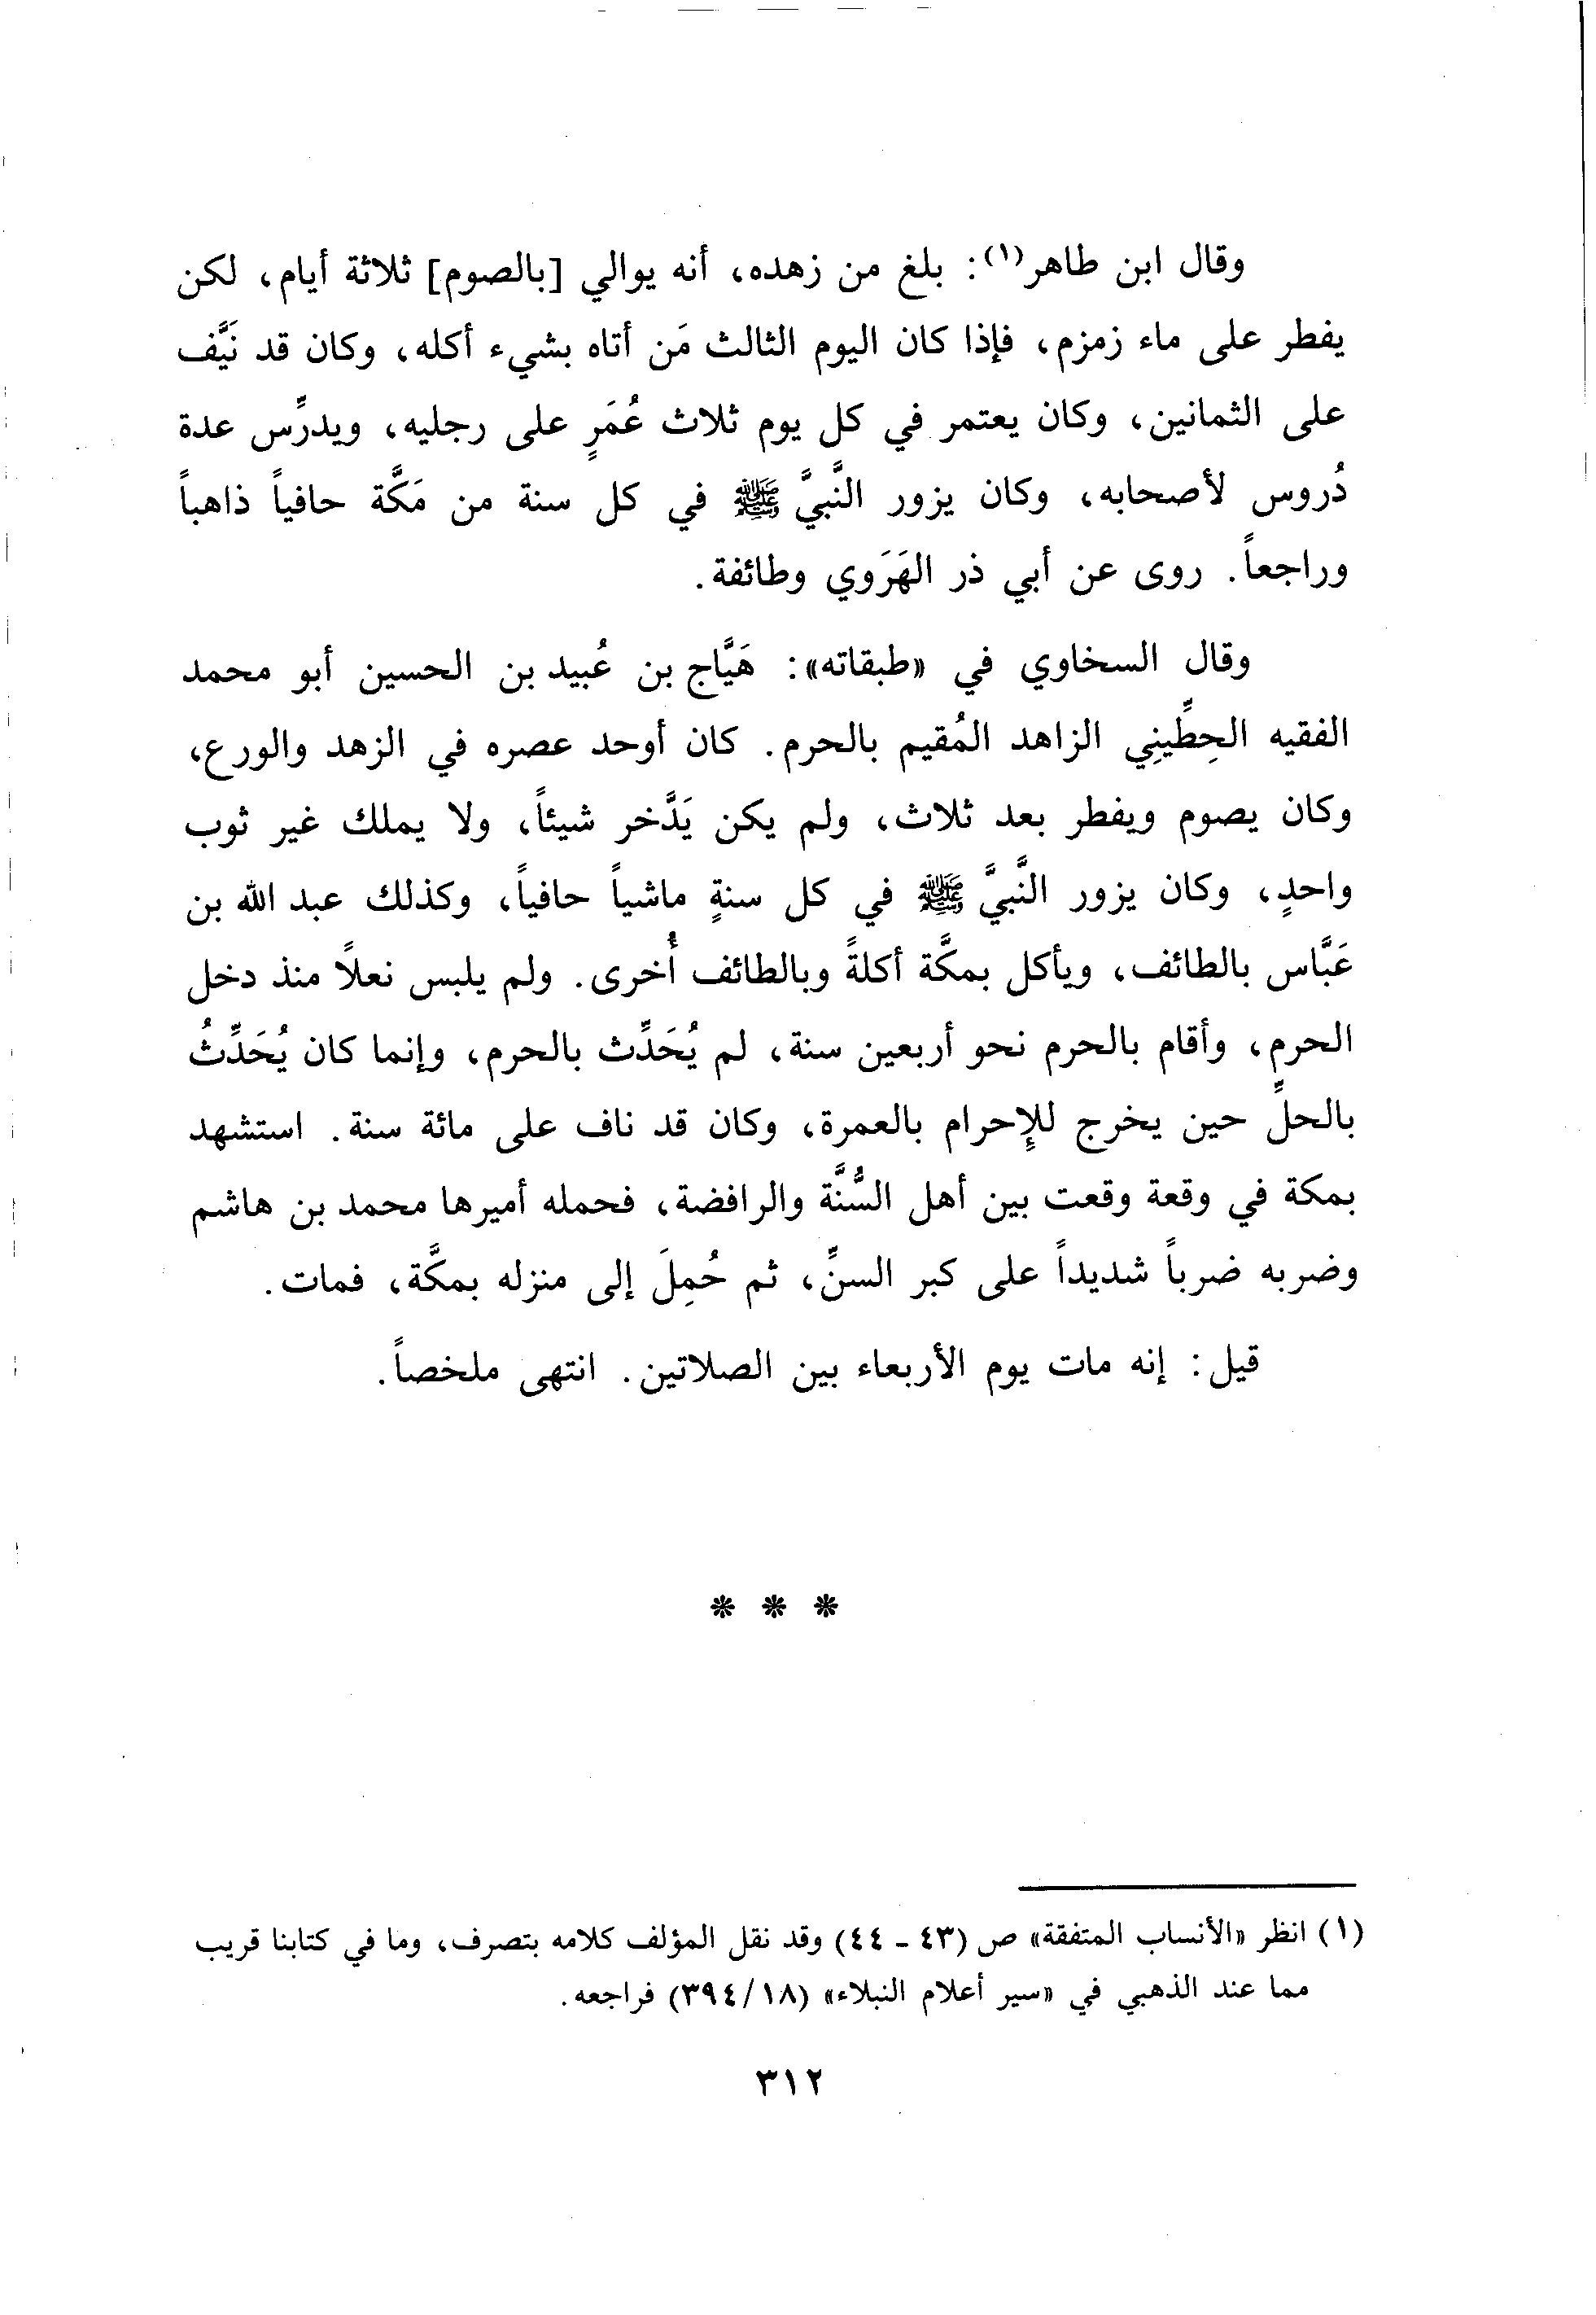 وقال ابن طاهر(١): بلغ من زهده، أنه يوالي [بالصوم] ثلاثة أيام، لكن
يفطر على ماء زمزم، فإذا كان اليوم الثالث مَن أتاه بشيء أكله، وكان قد نَيَّف
على الثمانين، وكان يعتمر في كل يوم ثلاث عُمَرٍ على رجليه، ويدرِّس عدة
دُروس لأصحابه، وكان يزور النَّبيَّ ﷺ في كل سنة من مَكَّة حافياً ذاهباً
وراجعاً. روى عن أبي ذر الهَرَوي وطائفة.
وقال السخاوي في «طبقاته»: هَيَّاج بن عُبيد بن الحسين أبو محمد
الفقيه الحِطِّينِي الزاهد المُقيم بالحرم. كان أوحد عصره في الزهد والورع،
وكان يصوم ويفطر بعد ثلاث، ولم يكن يَدَّخر شيئاً، ولا يملك غير ثوب
واحدٍ، وكان يزور النَّبيَّ ﷺ في كل سنةٍ ماشياً حافياً، وكذلك عبد الله بن
عَبَّاس بالطائف، ويأكل بمكَّة أكلةً وبالطائف أُخرى. ولم يلبس نعلاً منذ دخل
الحرم، وأقام بالحرم نحو أربعين سنة، لم يُحَدِّث بالحرم، وإنما كان يُحَدِّثُ
بالحلِّ حين يخرج للإحرام بالعمرة، وكان قد ناف على مائة سنة. استشهد
بمكة في وقعة وقعت بين أهل السُّنَّة والرافضة، فحمله أميرها محمد بن هاشم
وضربه ضرباً شديداً على كبر السنِّ، ثم حُمِلَ إلى منزله بمكَّة، فمات.
قيل: إنه مات يوم الأربعاء بين الصلاتين. انتهى ملخصاً.
* * *
(١) انظر «الأنساب المتفقة» ص (٤٣ - ٤٤) وقد نقل المؤلف كلامه بتصرف، وما في كتابنا قريب
مما عند الذهبي في «سير أعلام النبلاء» (٣٩٤/١٨) فراجعه.
٣١٢